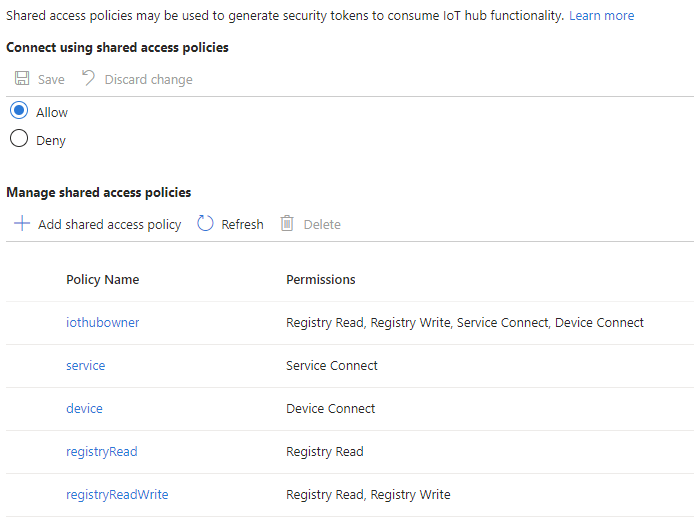 Shared access policies may be used to generate security tokens to consume IoT hub functionality. Learn more
Connect using shared access policies
Save Discard change
Allow
Deny
Manage shared access policies
Add shared access policy Refresh Delete
Policy Name Permissions
iothubowner Registry Read, Registry Write, Service Connect, Device Connect
service Service Connect
device Device Connect
registryRead Registry Read
registryReadWrite Registry Read, Registry Write